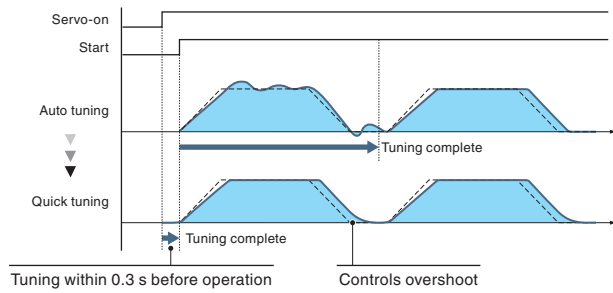 Servo-on
Start
Auto tuning
Tuning complete
Quick tuning
Tuning complete
Tuning within 0.3 s before operation
Controls overshoot